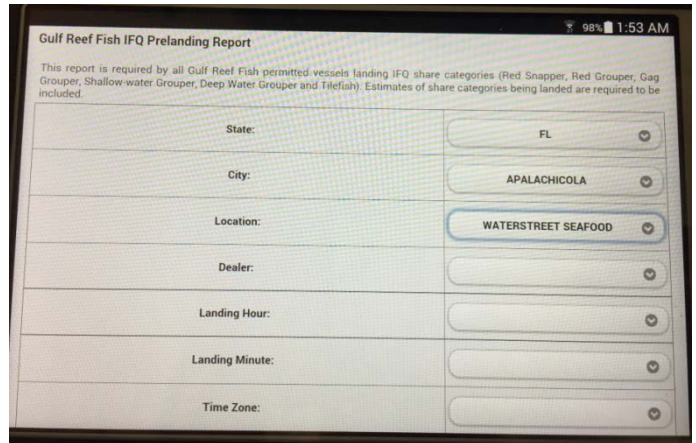 98% 1:53 AM
Gulf Reef Fish IFQ Prelanding Report
This report is required by all Gulf Reef Fish permitted vessels landing IFQ share categories (Red Snapper, Red Grouper, Gag
Grouper, Shallow-water Grouper, Deep Water Grouper and Tilefish). Estimates of share categories being landed are required to be
included.
State: FL
City: APALACHICOLA
Location: WATERSTREET SEAFOOD
Dealer:
Landing Hour:
Landing Minute:
Time Zone: